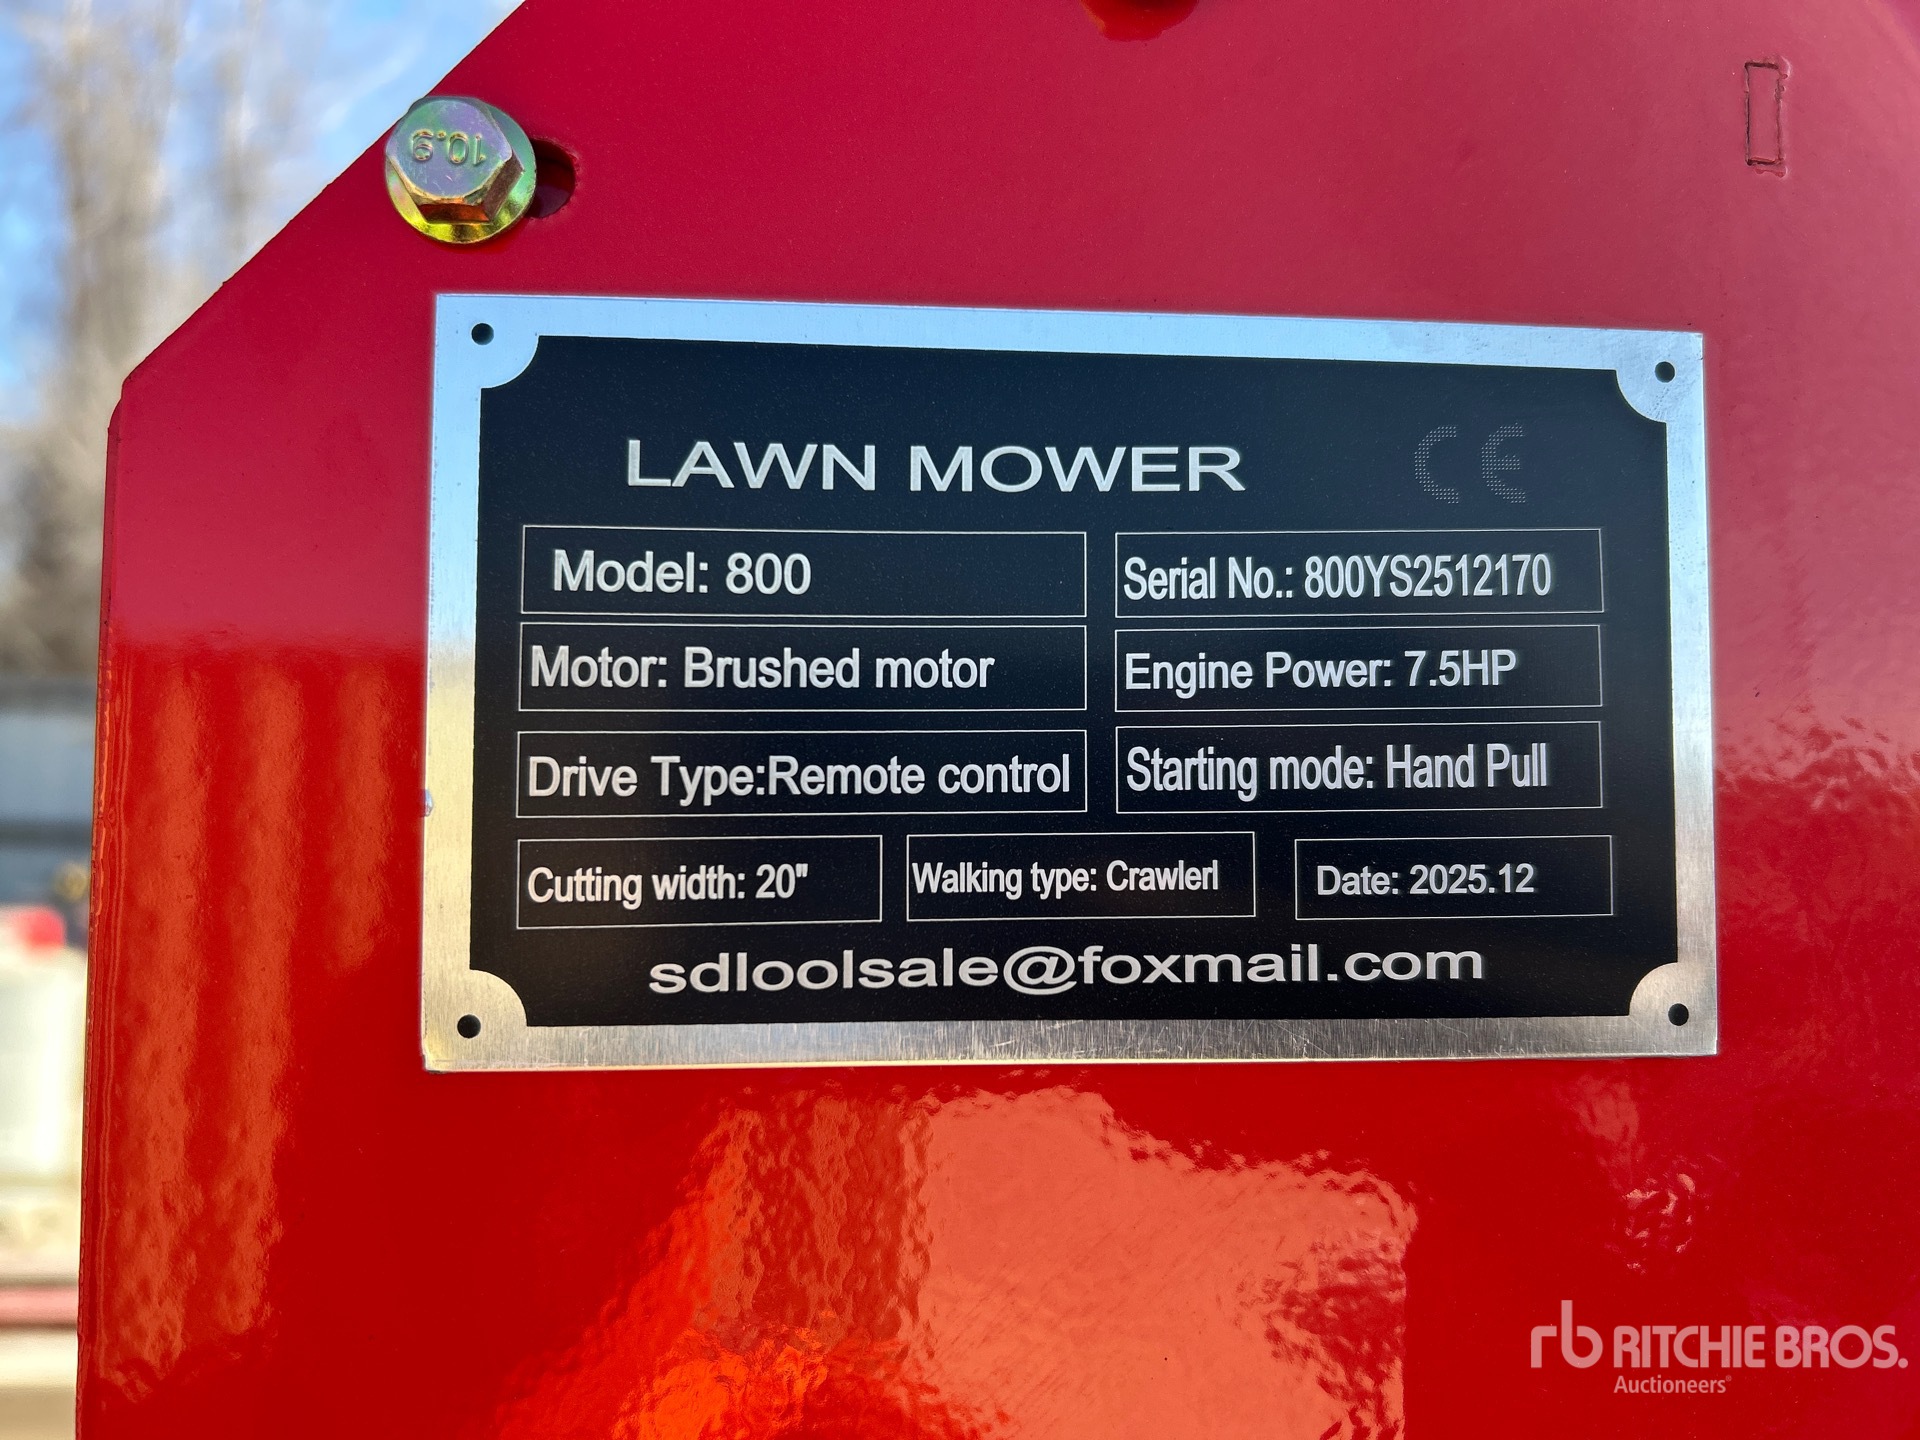 10.9
LAWN MOWER CE
Model: 800
Serial No.: 800YS2512170
Motor: Brushed motor
Engine Power: 7.5HP
Drive Type:Remote control
Starting mode: Hand Pull
Cutting width: 20"
Walking type: Crawlerl
Date: 2025.12
sdloolsale@foxmail.com
rb RITCHIE BROS.
Auctioneers®